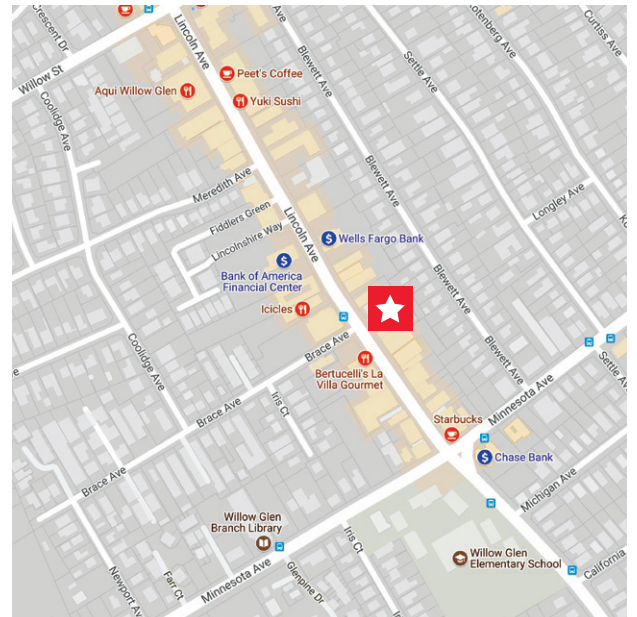 Crescent Dr
Willow St
Coolidge Ave
Lincoln Ave
Peet's Coffee
Aqui Willow Glen
Yuki Sushi
Blewett Ave
Settle Ave
Rotenberg Ave
Curtiss Ave
Meredith Ave
Fiddlers Green
Lincolnshire Way
Lincoln Ave
Wells Fargo Bank
Blewett Ave
Longley Ave
Bank of America
Financial Center
Icicles
Blewett Ave
Coolidge Ave
Brace Ave
Bertucelli's La
Villa Gourmet
Blewett Ave
Settle Ave
Minnesota Ave
Brace Ave
Iris Ct
Starbucks
Chase Bank
Brace Ave
Michigan Ave
Willow Glen
Branch Library
Iris Ct
Willow Glen
Elementary School
California
Newport Av
Farr Ct
Minnesota Ave
Glenpine Dr